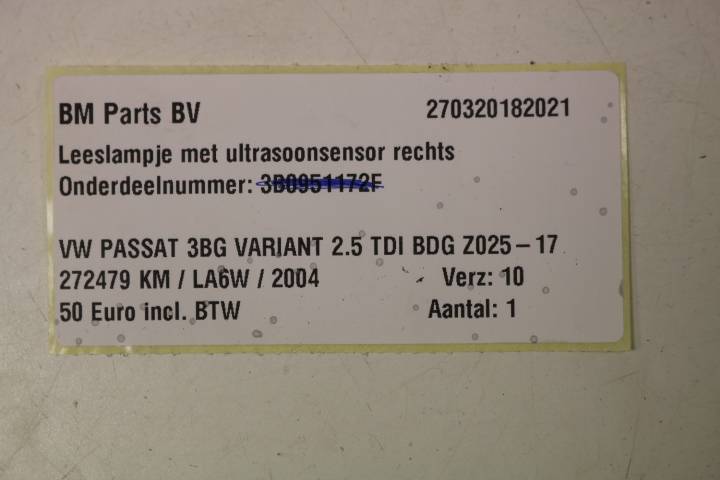 BM Parts BV 270320182021
Leeslampje met ultrasoonsensor rechts
Onderdeelnummer: 3B0951172F
VW PASSAT 3BG VARIANT 2.5 TDI BDG Z025-17
272479 KM / LA6W / 2004 Verz: 10
50 Euro incl. BTW Aantal: 1